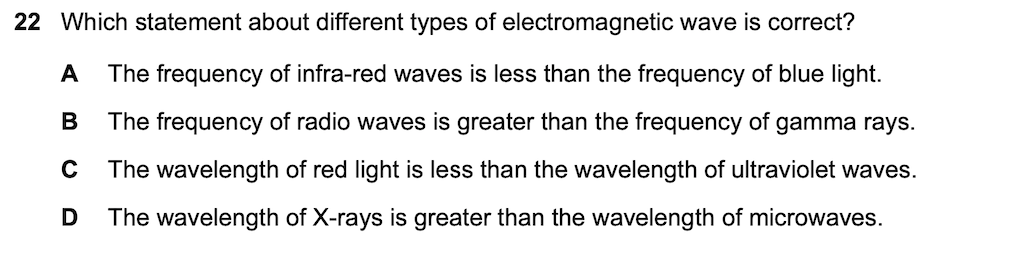 22 Which statement about different types of electromagnetic wave is correct?
A The frequency of infra-red waves is less than the frequency of blue light.
B The frequency of radio waves is greater than the frequency of gamma rays.
C The wavelength of red light is less than the wavelength of ultraviolet waves.
D The wavelength of X-rays is greater than the wavelength of microwaves.